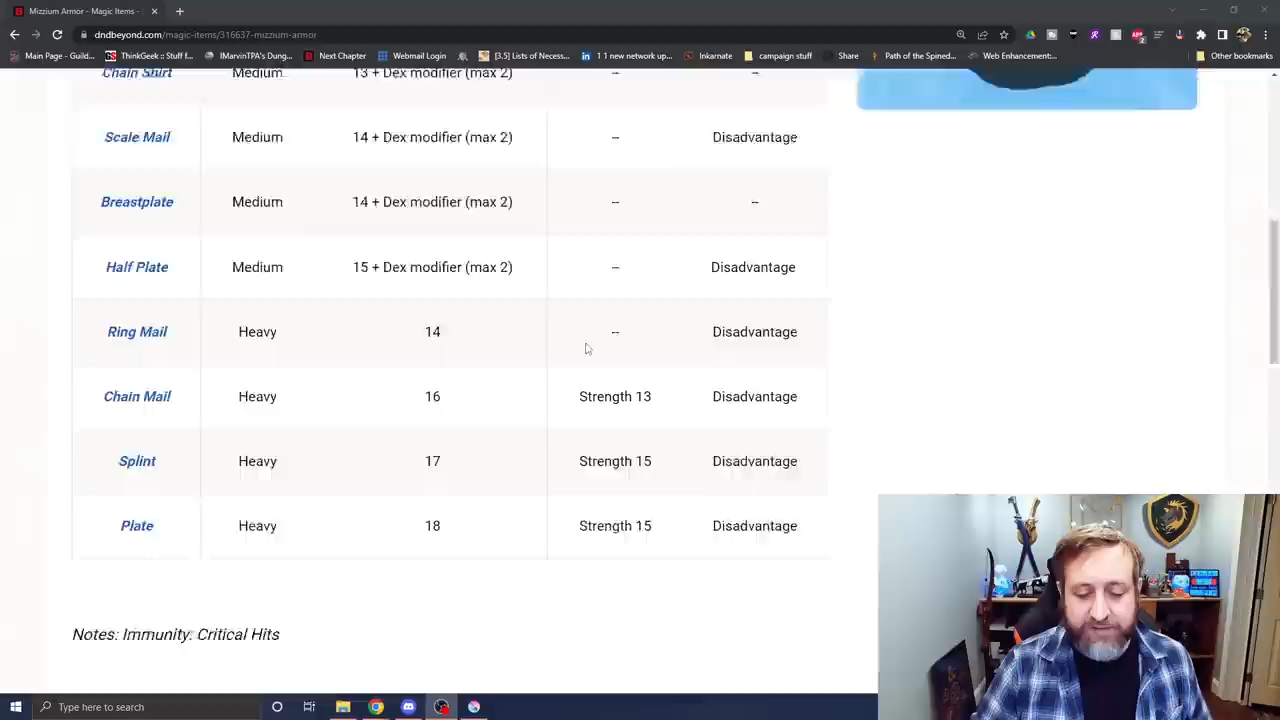 Mizzium Armor - Magic Items -
dndbeyond.com/magic-items/316637-mizzium-armor
Main Page - Guild... ThinkGeek :: Stuff f... IMarvinTPA's Dung... Next Chapter Webmail Login [3.5] Lists of Necess... 1 1 new network up... Inkarnate campaign stuff Share Path of the Spined... Web Enhancement:... Other bookmarks
Chain Shirt Medium 13 + Dex modifier (max 2) -- --
Scale Mail Medium 14 + Dex modifier (max 2) -- Disadvantage
Breastplate Medium 14 + Dex modifier (max 2) -- --
Half Plate Medium 15 + Dex modifier (max 2) -- Disadvantage
Ring Mail Heavy 14 -- Disadvantage
Chain Mail Heavy 16 Strength 13 Disadvantage
Splint Heavy 17 Strength 15 Disadvantage
Plate Heavy 18 Strength 15 Disadvantage
Notes: Immunity: Critical Hits
Type here to search